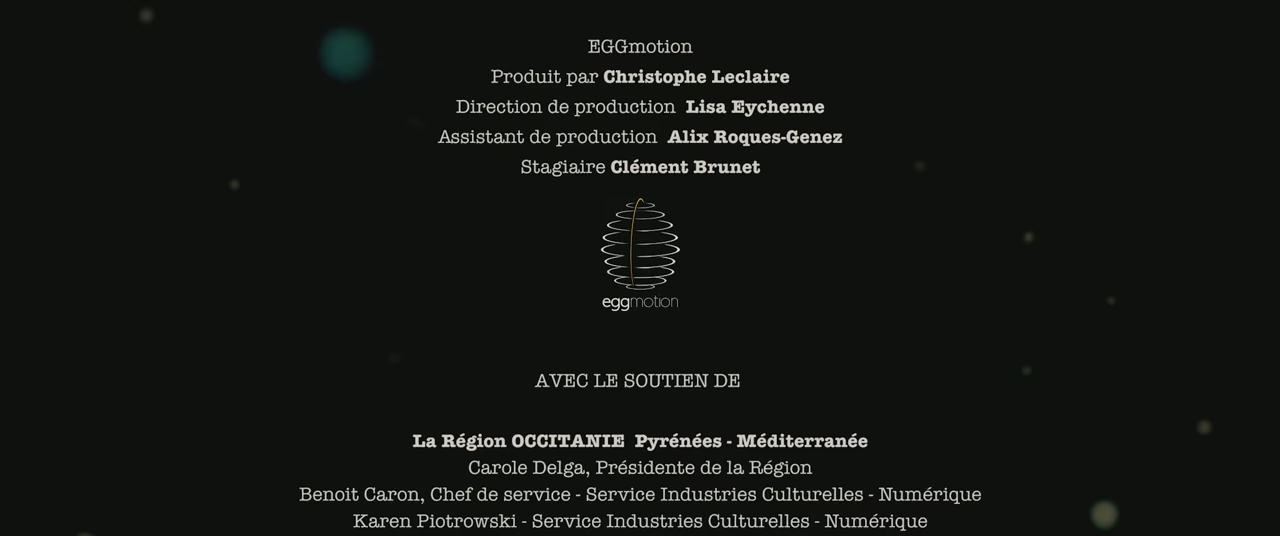 EGGmotion
Produit par Christophe Leclaire
Direction de production Lisa Eychenne
Assistant de production Alix Roques-Genez
Stagiaire Clément Brunet
eggmotion
AVEC LE SOUTIEN DE
La Région OCCITANIE Pyrénées - Méditerranée
Carole Delga, Présidente de la Région
Benoit Caron, Chef de service - Service Industries Culturelles - Numérique
Karen Piotrowski - Service Industries Culturelles - Numérique